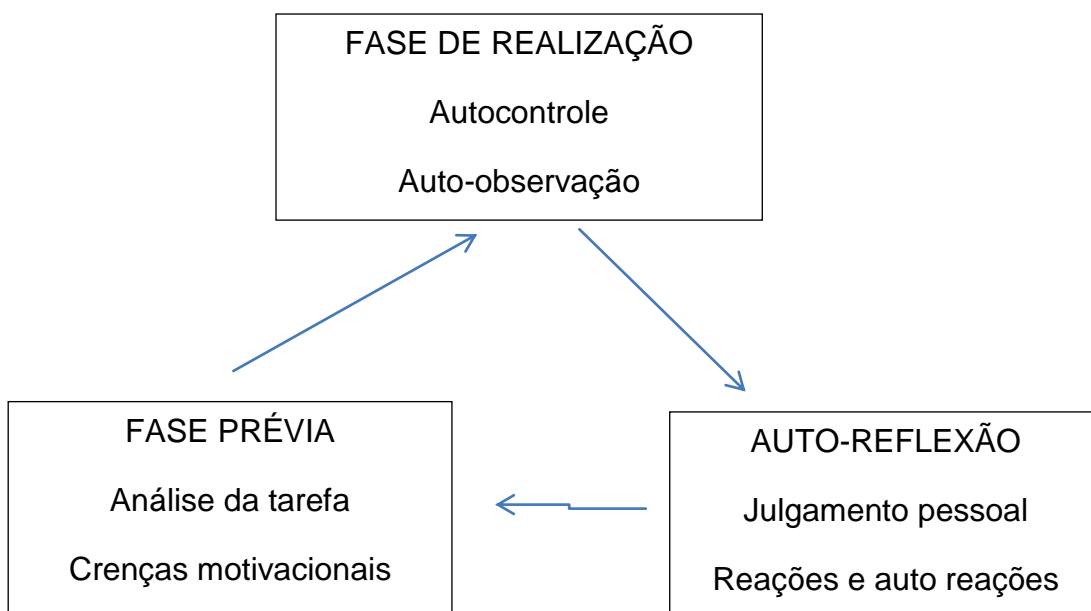 FASE DE REALIZAÇÃO
Autocontrole
Auto-observação
FASE PRÉVIA
Análise da tarefa
Crenças motivacionais
AUTO-REFLEXÃO
Julgamento pessoal
Reações e auto reações